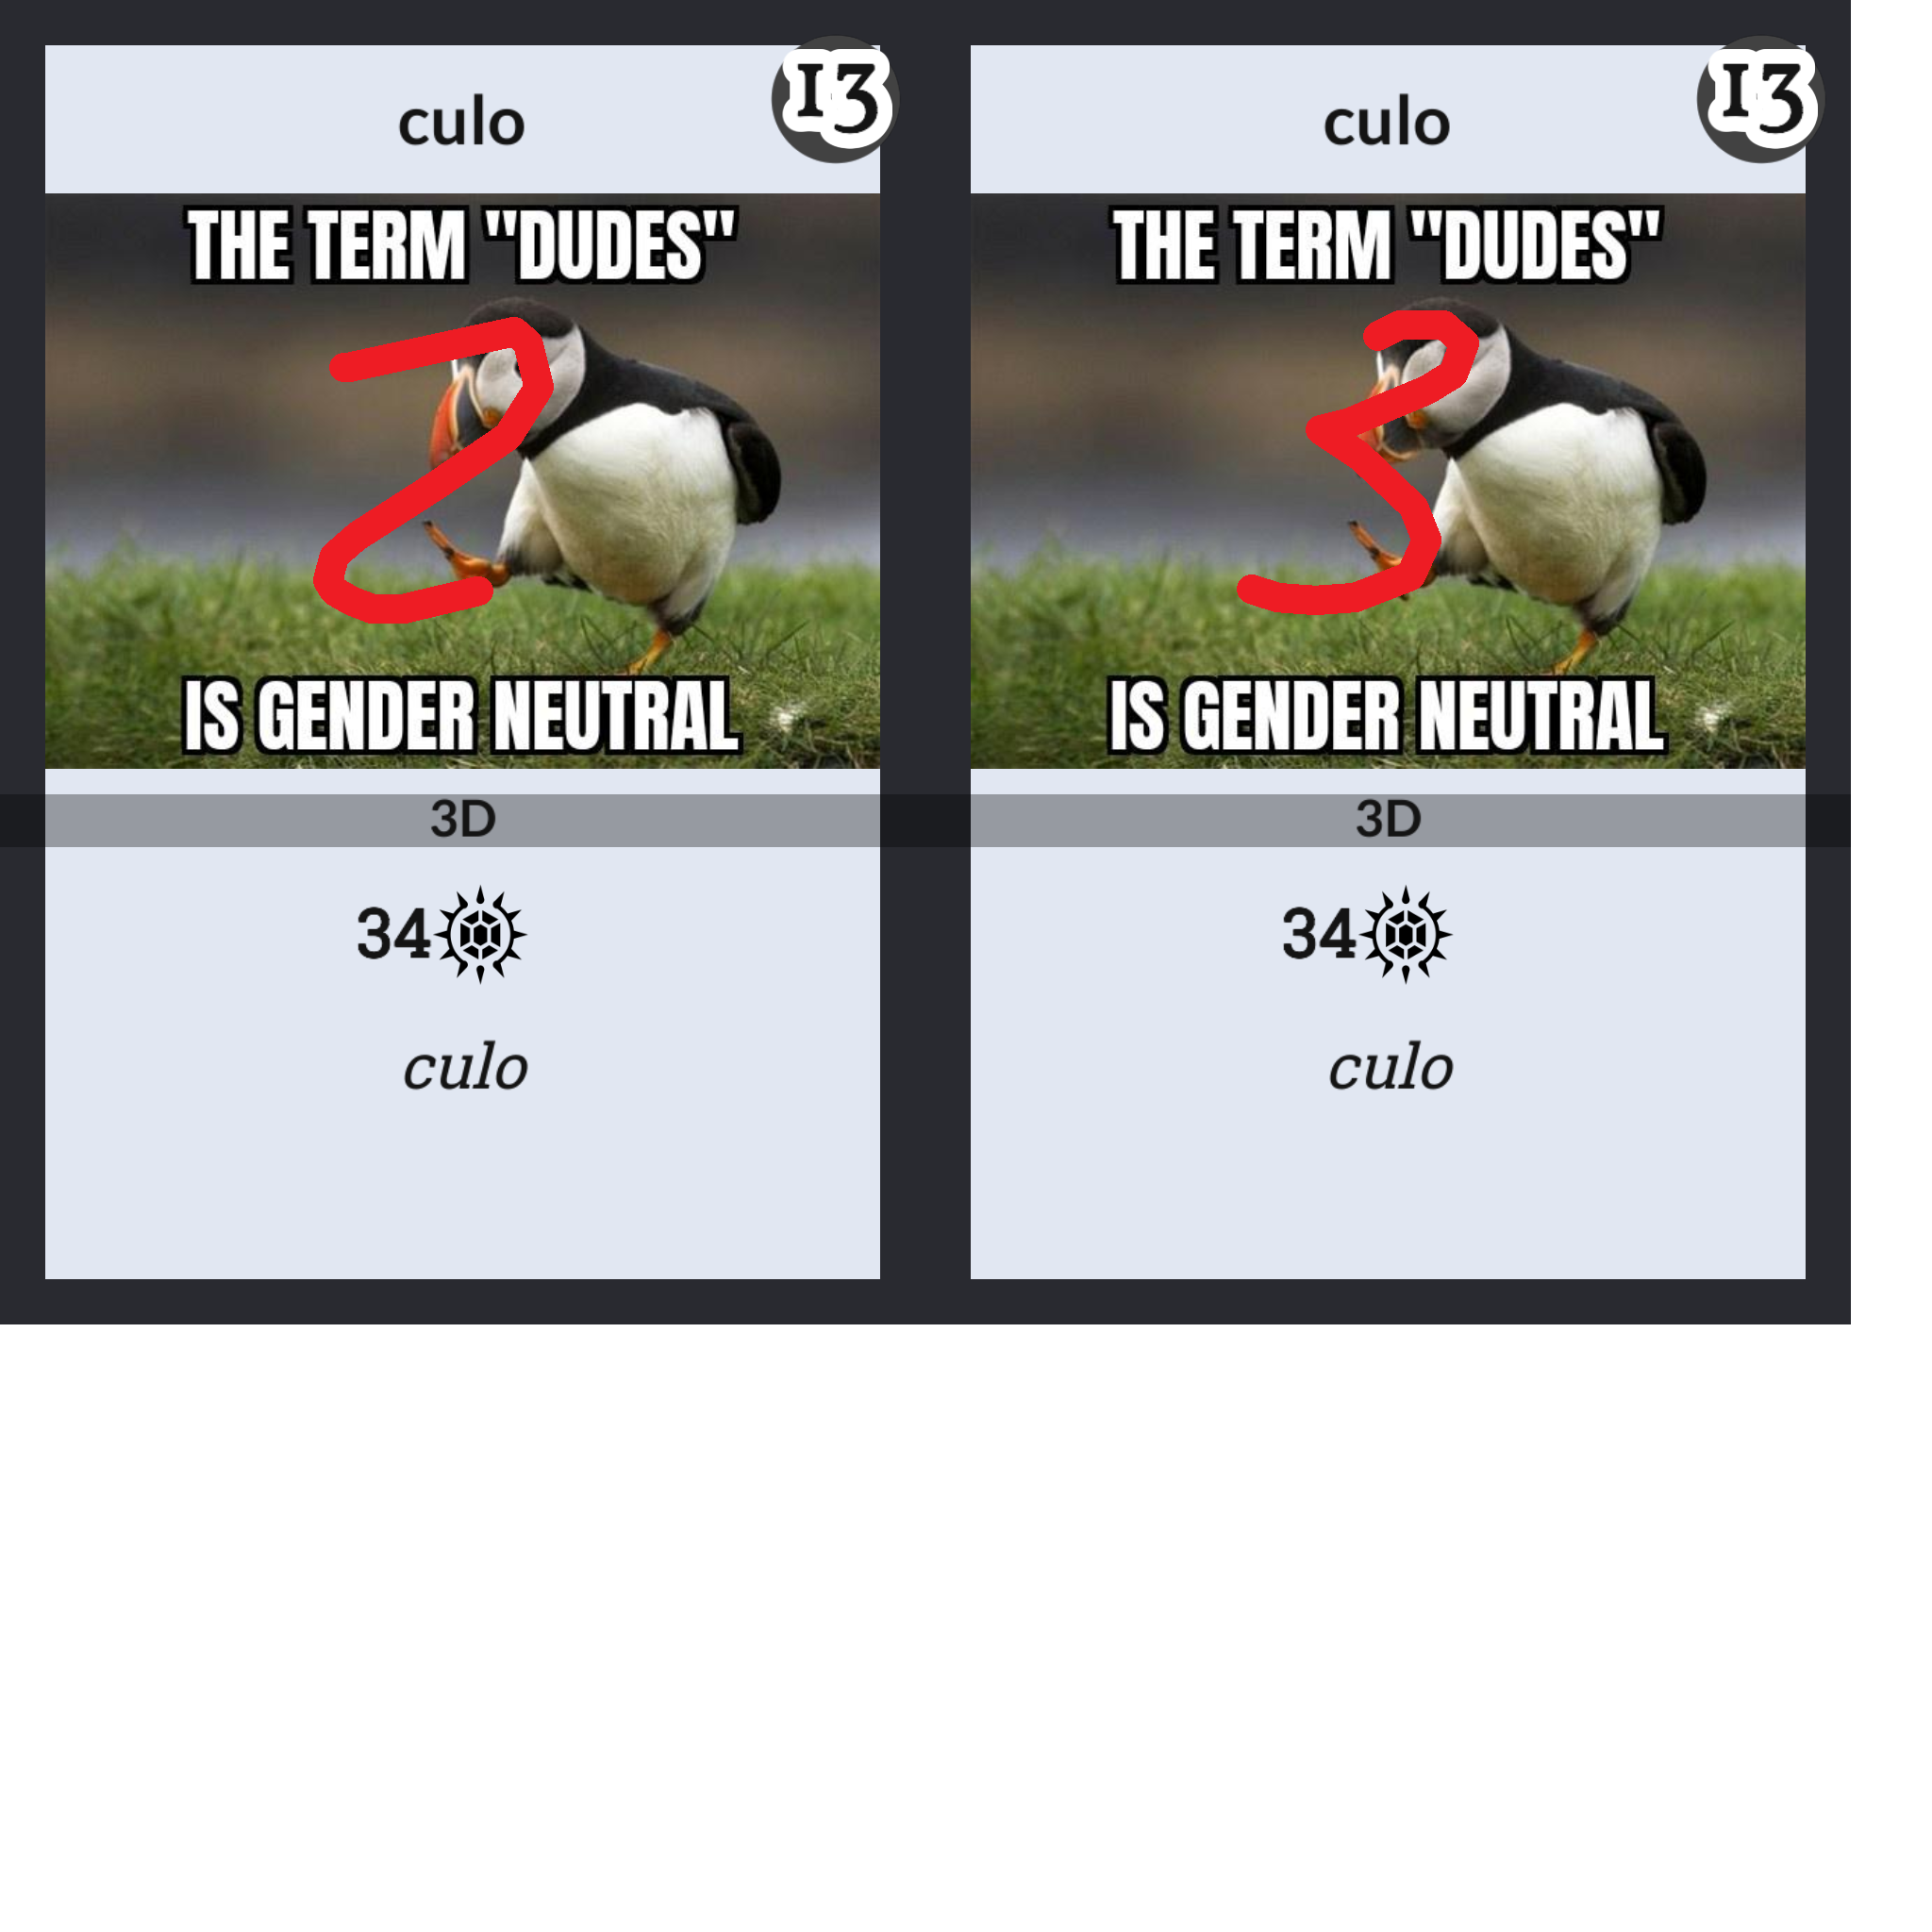 culo
13
THE TERM "DUDES"
2
IS GENDER NEUTRAL
3D
34
culo
culo
13
THE TERM "DUDES"
3
IS GENDER NEUTRAL
3D
34
culo